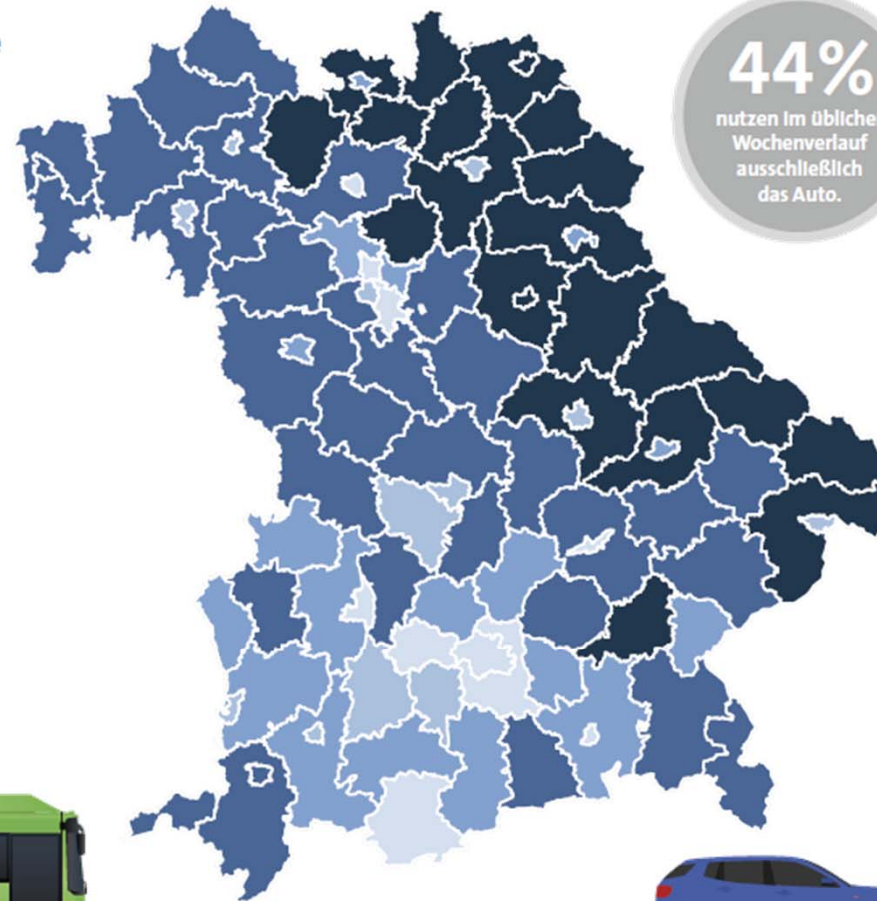 44%
nutzen im übliche
Wochenverlauf
ausschließlich
das Auto.